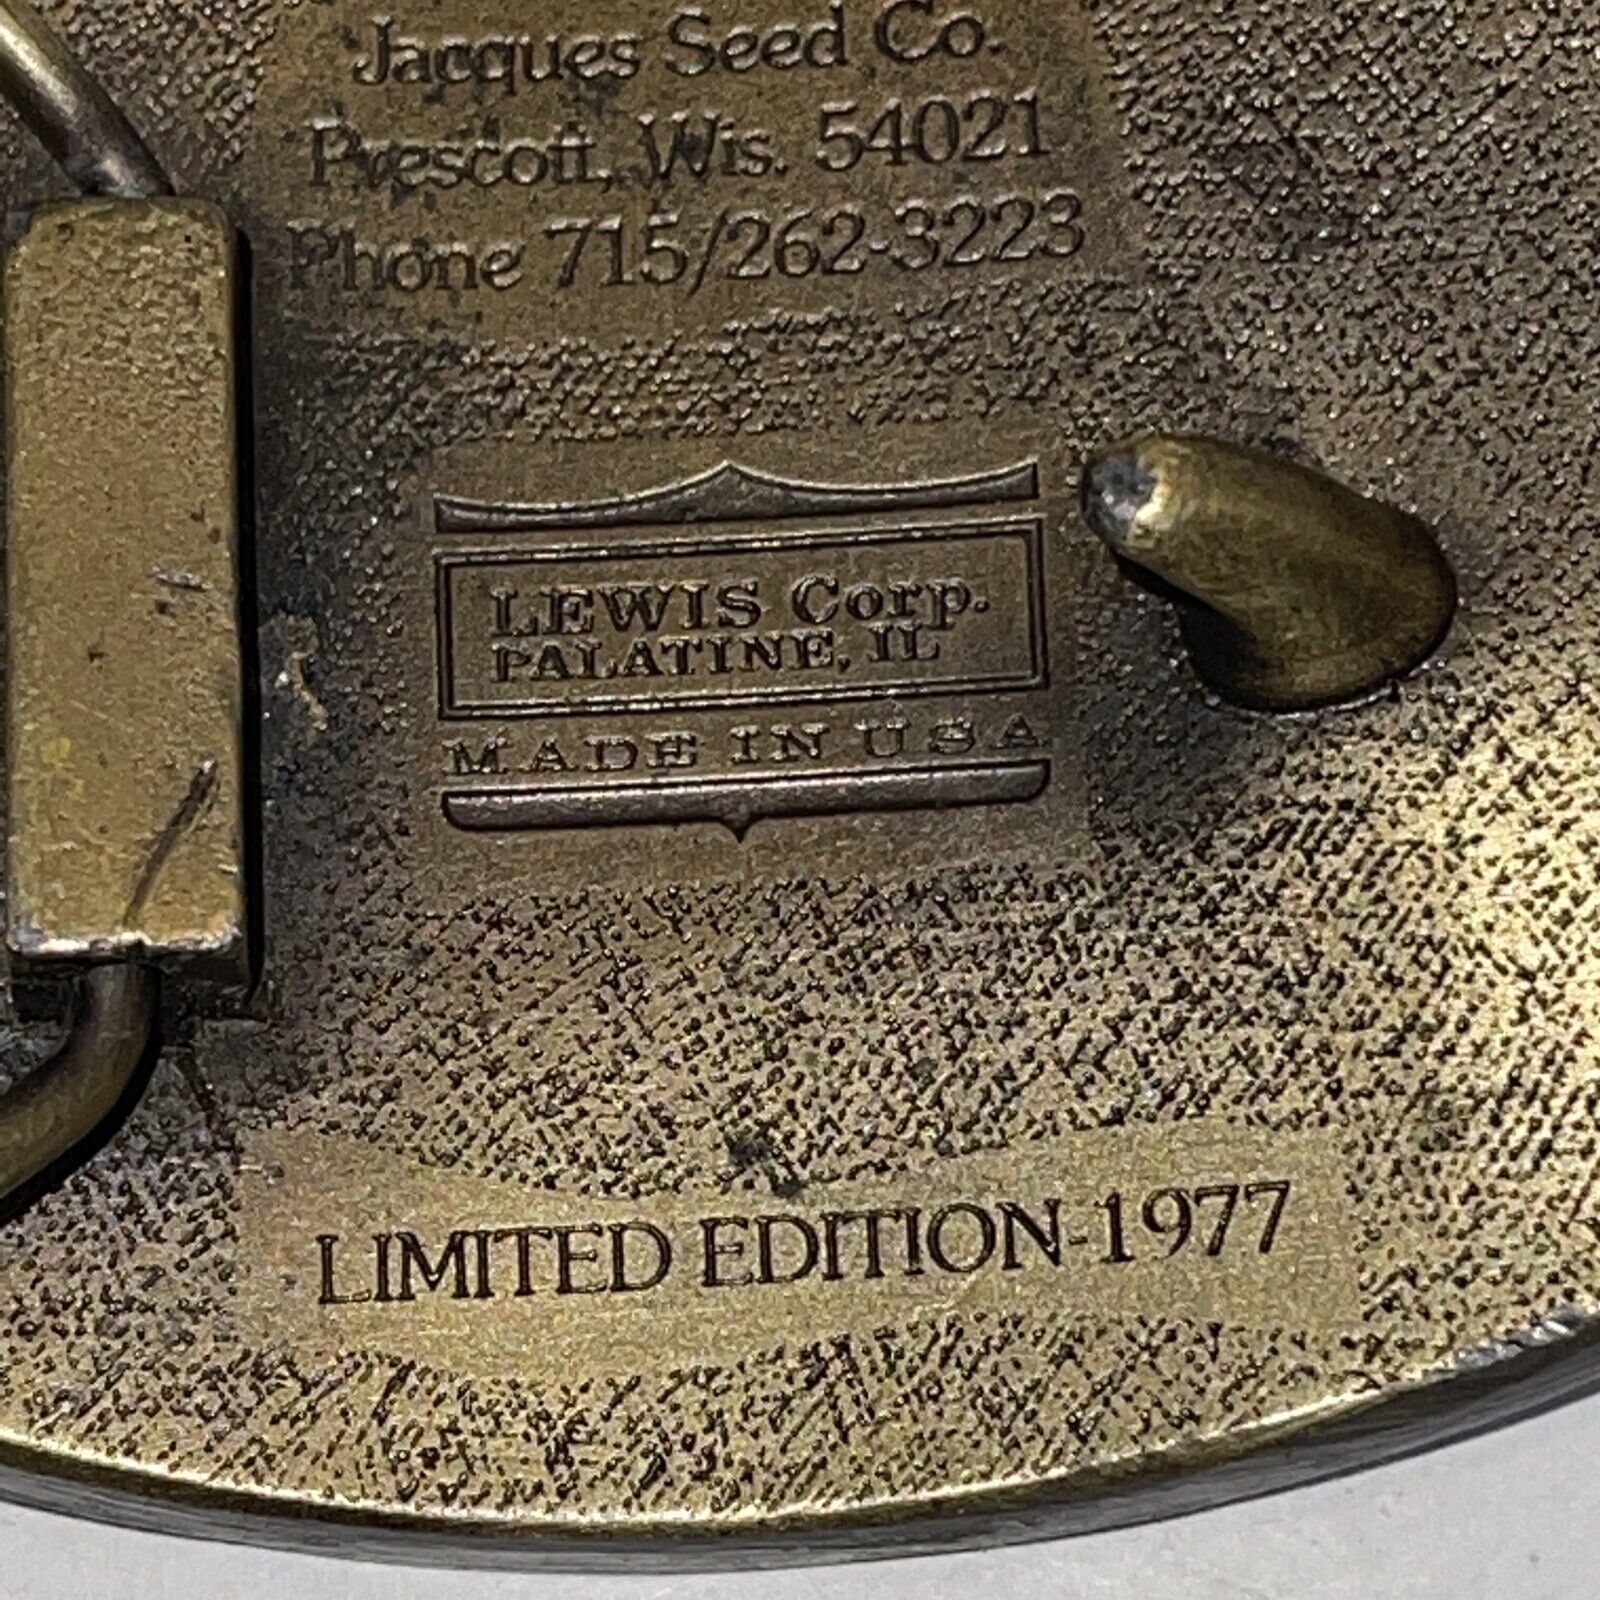 Jacques Seed Co.
Prescott, Wis. 54021
Phone 715/262-3223
LEWIS Corp.
PALATINE, IL
MADE IN USA
LIMITED EDITION-1977